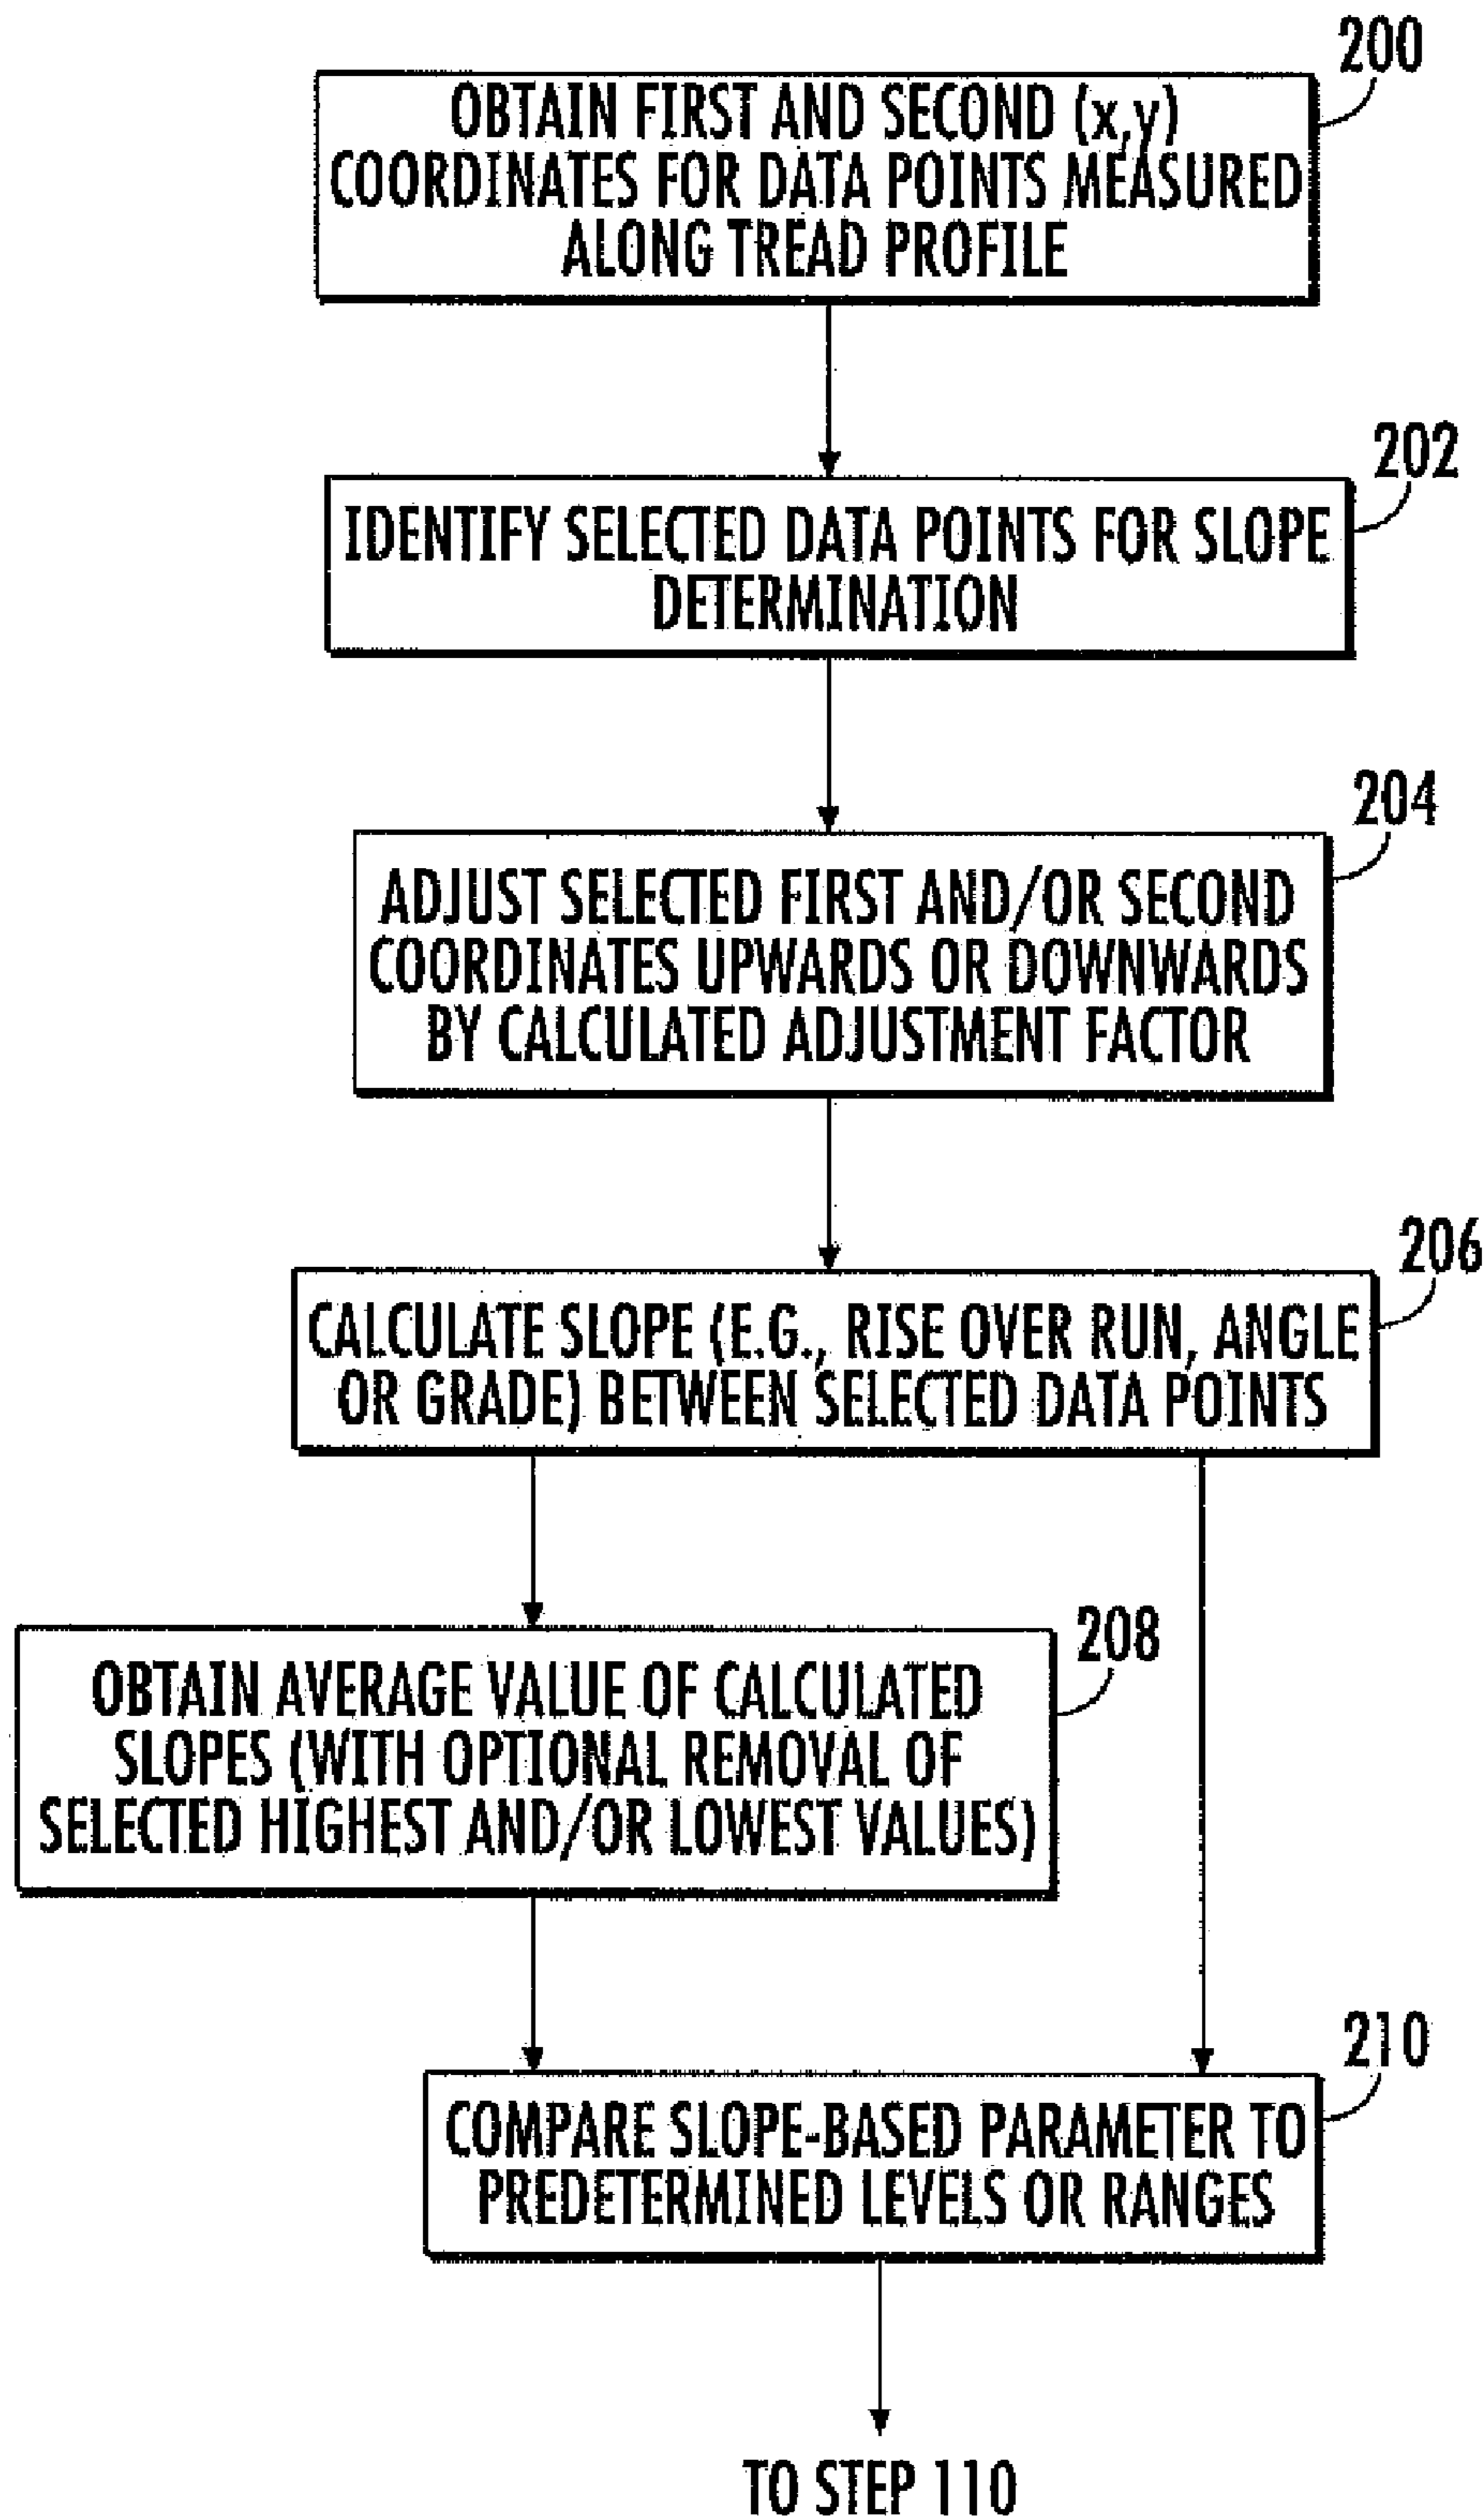 200
OBTAIN FIRST AND SECOND (x,y)
COORDINATES FOR DATA POINTS MEASURED
ALONG TREAD PROFILE
202
IDENTIFY SELECTED DATA POINTS FOR SLOPE
DETERMINATION
204
ADJUST SELECTED FIRST AND/OR SECOND
COORDINATES UPWARDS OR DOWNWARDS
BY CALCULATED ADJUSTMENT FACTOR
206
CALCULATE SLOPE (E.G., RISE OVER RUN, ANGLE
OR GRADE) BETWEEN SELECTED DATA POINTS
208
OBTAIN AVERAGE VALUE OF CALCULATED
SLOPES (WITH OPTIONAL REMOVAL OF
SELECTED HIGHEST AND/OR LOWEST VALUES)
210
COMPARE SLOPE-BASED PARAMETER TO
PREDETERMINED LEVELS OR RANGES
TO STEP 110